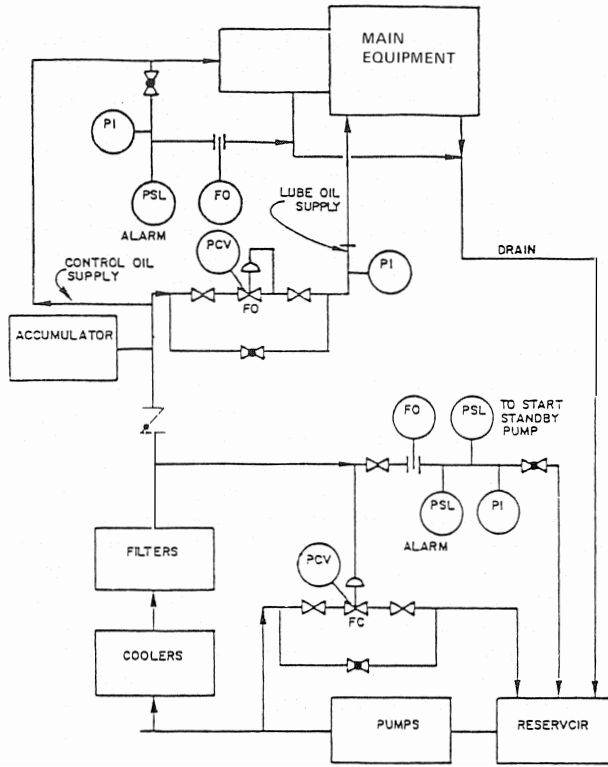 MAIN
EQUIPMENT
PI
PSL
FO
ALARM
LUBE OIL
SUPPLY
PCV
PI
DRAIN
CONTROL OIL
SUPPLY
FO
ACCUMULATOR
FO
PSL
TO START
STANDBY
PUMP
PSL
PI
ALARM
FILTERS
PCV
FC
COOLERS
PUMPS
RESERVOIR